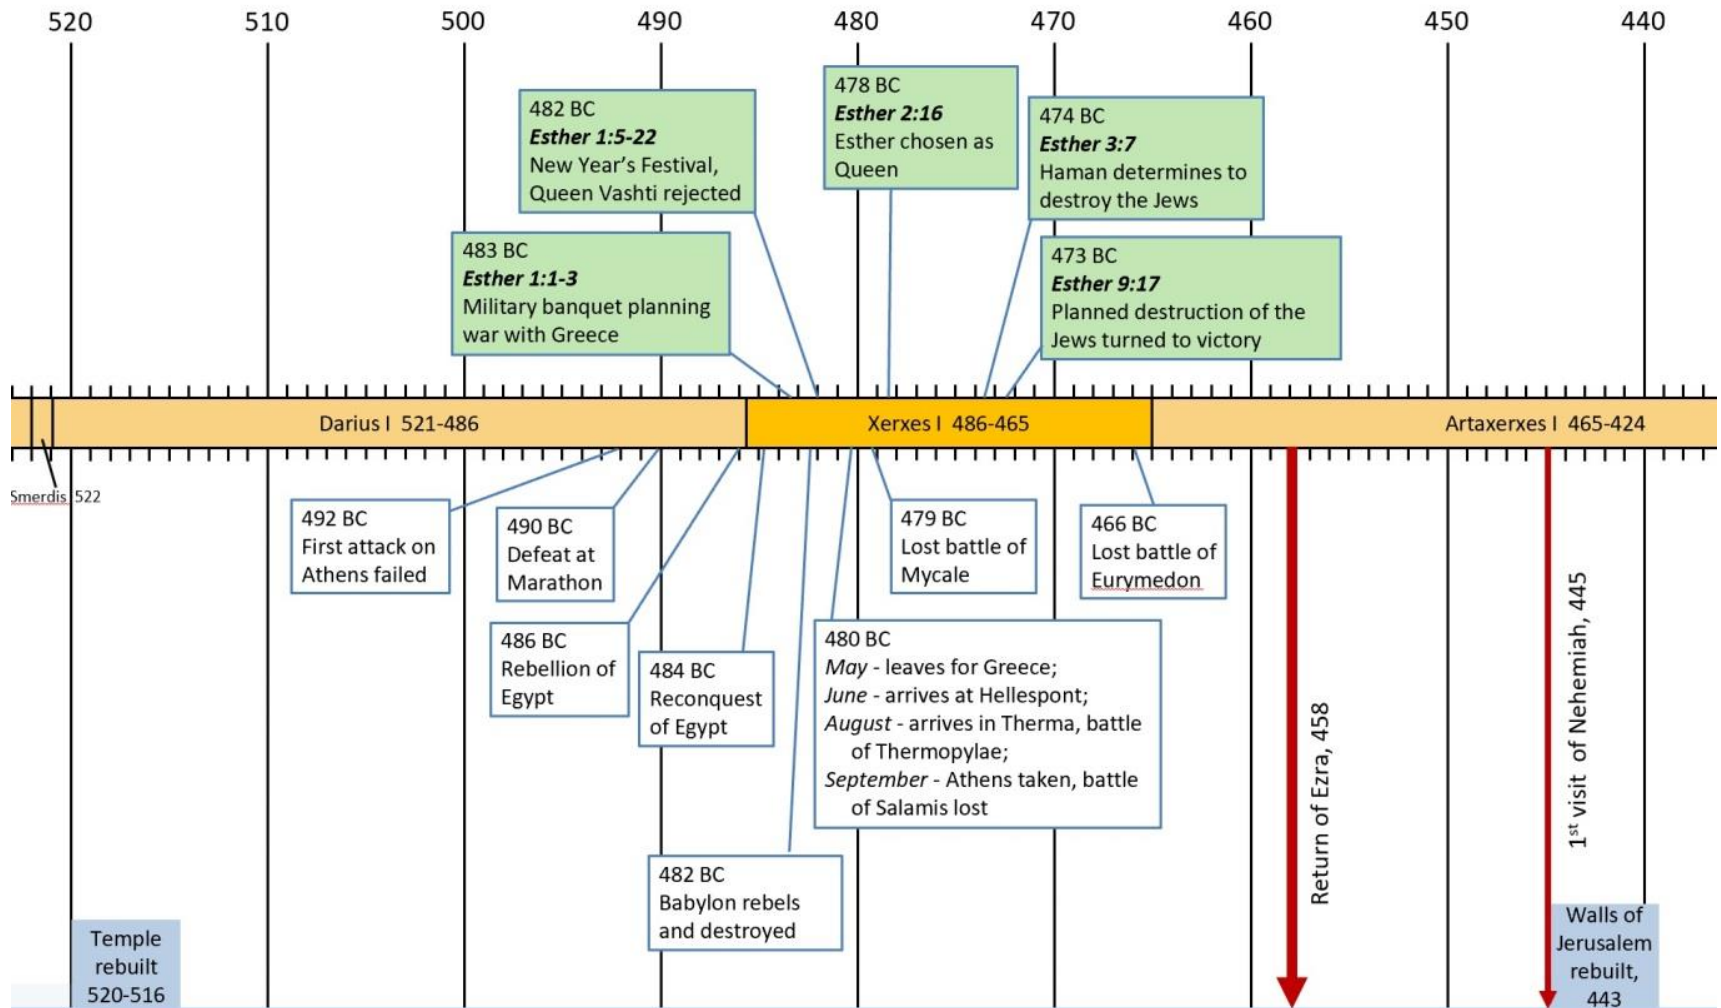 520
510
500
490
480
470
460
450
440
482 BC
Esther 1:5-22
New Year’s Festival,
Queen Vashti rejected
478 BC
Esther 2:16
Esther chosen as
Queen
474 BC
Esther 3:7
Haman determines to
destroy the Jews
483 BC
Esther 1:1-3
Military banquet planning
war with Greece
473 BC
Esther 9:17
Planned destruction of the
Jews turned to victory
Darius I 521-486
Xerxes I 486-465
Artaxerxes I 465-424
Smerdis 522
492 BC
First attack on
Athens failed
490 BC
Defeat at
Marathon
479 BC
Lost battle of
Mycale
466 BC
Lost battle of
Eurymedon
486 BC
Rebellion of
Egypt
484 BC
Reconquest
of Egypt
480 BC
May - leaves for Greece;
June - arrives at Hellespont;
August - arrives in Therma, battle
of Thermopylae;
September - Athens taken, battle
of Salamis lost
482 BC
Babylon rebels
and destroyed
Return of Ezra, 458
1st visit of Nehemiah, 445
Temple
rebuilt
520-516
Walls of
Jerusalem
rebuilt,
443